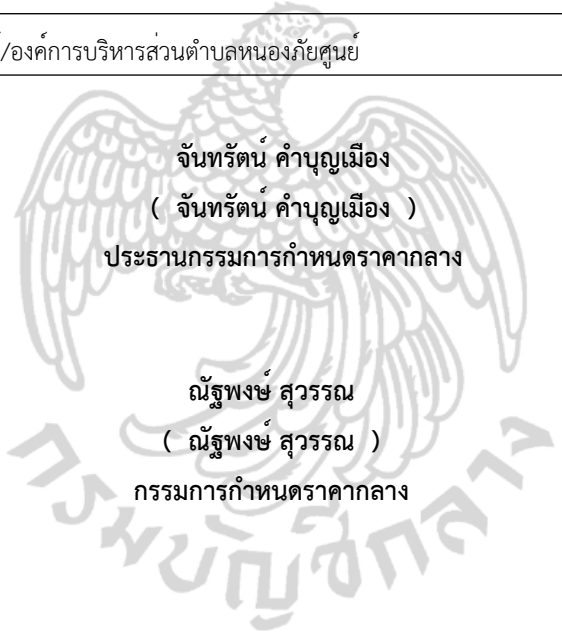 /องค์การบริหารส่วนตำบลหนองภัยศูนย์
จันทรัตน์ คำบุญเมือง
( จันทรัตน์ คำบุญเมือง )
ประธานกรรมการกำหนดราคากลาง
ณัฐพงษ์ สุวรรณ
( ณัฐพงษ์ สุวรรณ )
กรรมการกำหนดราคากลาง
กรมบัญชีกลาง